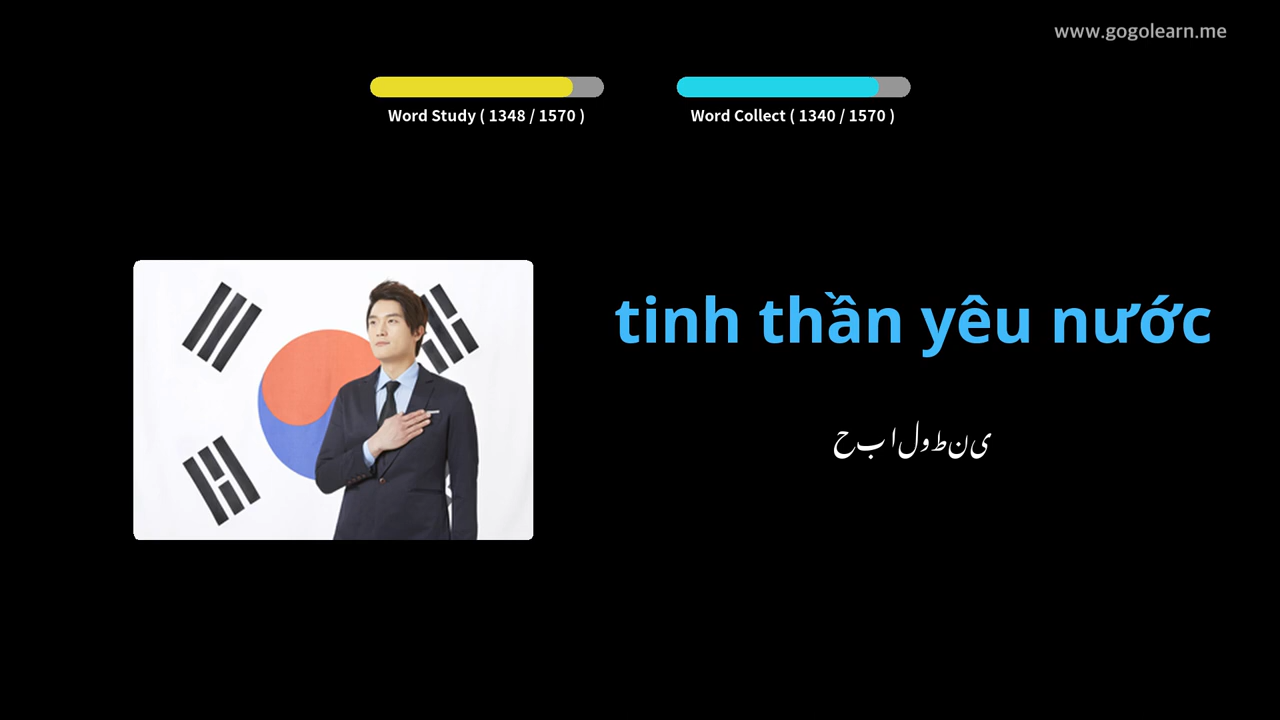 www.gogolearn.me
Word Study ( 1348 / 1570 )
Word Collect ( 1340 / 1570 )
tinh thần yêu nước
حب الوطنی